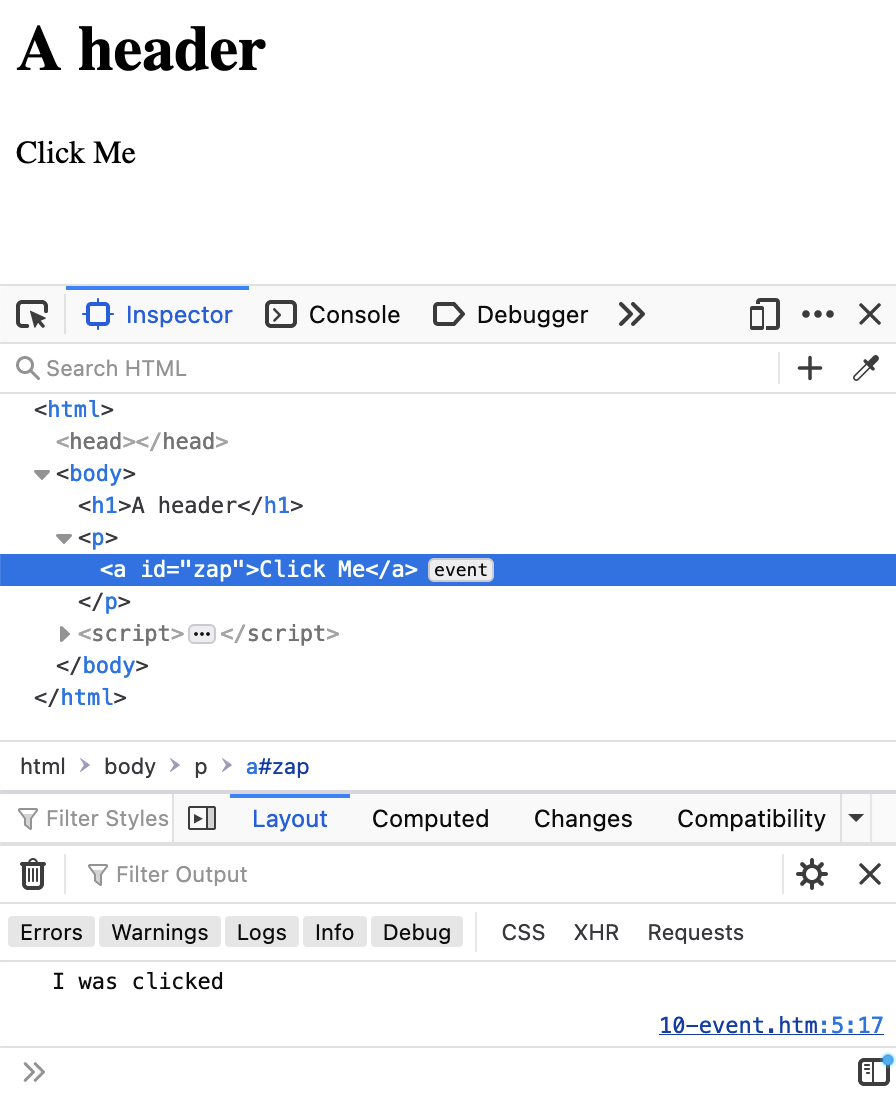 A header
Click Me
Inspector Console Debugger
Search HTML
<html>
<head></head>
<body>
<h1>A header</h1>
<p>
<a id="zap">Click Me</a> event
</p>
<script> ••• </script>
</body>
</html>
html > body > p > a#zap
Filter Styles Layout Computed Changes Compatibility
Filter Output
Errors Warnings Logs Info Debug CSS XHR Requests
I was clicked
10-event.htm:5:17